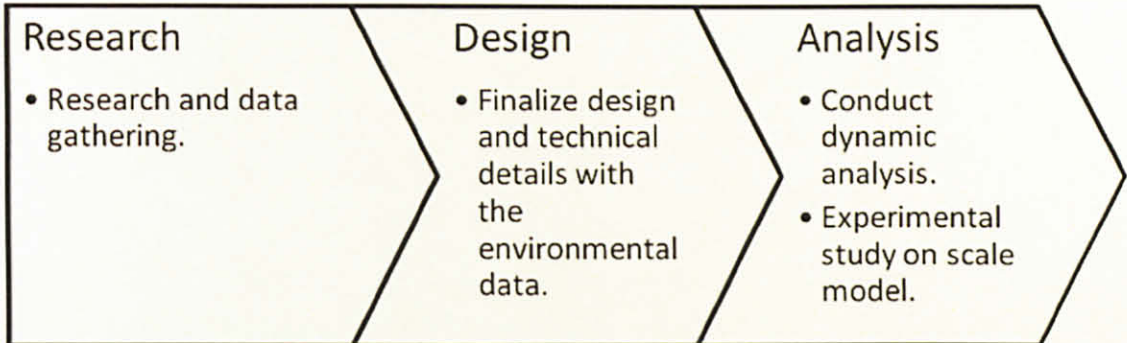 Research
• Research and data
gathering.
Design
• Finalize design
and technical
details with
the
environmental
data.
Analysis
• Conduct
dynamic
analysis.
• Experimental
study on scale
model.